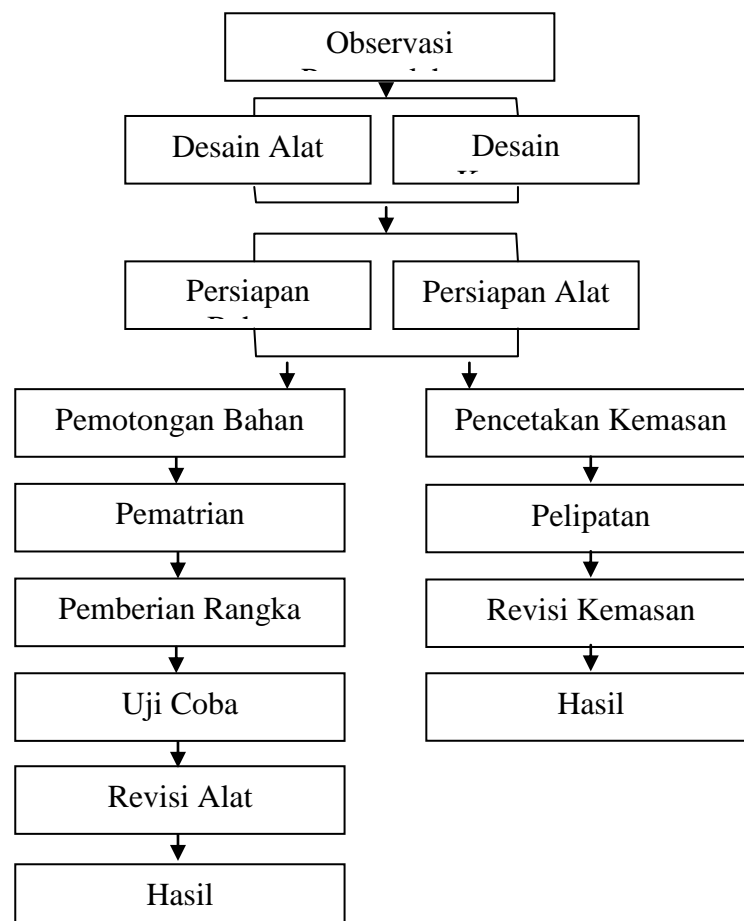 Observasi
Desain Alat
Desain
Persiapan
Persiapan Alat
Pemotongan Bahan
Pencetakan Kemasan
Pematrian
Pelipatan
Pemberian Rangka
Revisi Kemasan
Uji Coba
Hasil
Revisi Alat
Hasil